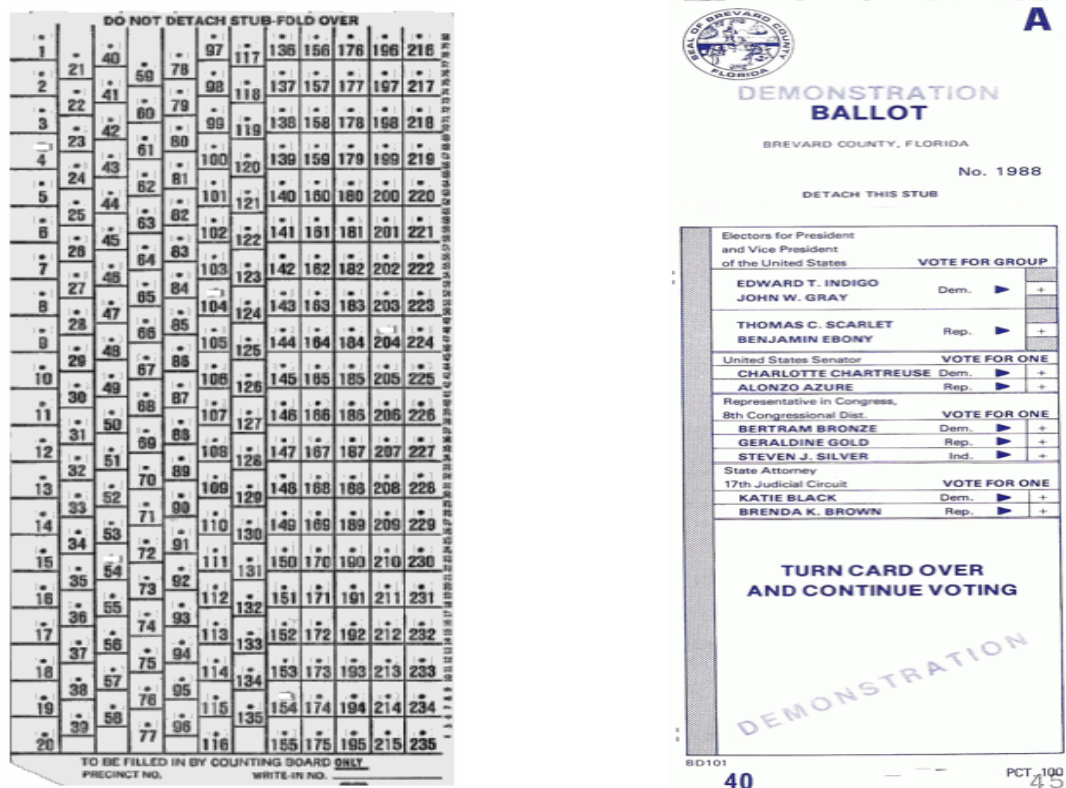 DO NOT DETACH STUB-FOLD OVER
1 21 40 59 78 97 117 136 156 176 196 216
2 22 41 60 79 98 118 137 157 177 197 217
3 23 42 61 80 99 119 138 158 178 198 218
4 24 43 62 81 100 120 139 159 179 199 219
5 25 44 63 82 101 121 140 160 180 200 220
6 26 45 64 83 102 122 141 161 181 201 221
7 27 46 65 84 103 123 142 162 182 202 222
8 28 47 66 85 104 124 143 163 183 203 223
9 29 48 67 86 105 125 144 164 184 204 224
10 30 49 68 87 106 126 145 165 185 205 225
11 31 50 69 88 107 127 146 166 186 206 226
12 32 51 70 89 108 128 147 167 187 207 227
13 33 52 71 90 109 129 148 168 188 208 228
14 34 53 72 91 110 130 149 169 189 209 229
15 35 54 73 92 111 131 150 170 190 210 230
16 36 55 74 93 112 132 151 171 191 211 231
17 37 56 75 94 113 133 152 172 192 212 232
18 38 57 76 95 114 134 153 173 193 213 233
19 39 58 77 96 115 135 154 174 194 214 234
20 116 155 175 195 215 235
TO BE FILLED IN BY COUNTING BOARD ONLY
PRECINCT NO. WRITE-IN NO.
SEAL OF BREVARD COUNTY
FLORIDA
A
DEMONSTRATION
BALLOT
BREVARD COUNTY, FLORIDA
No. 1988
DETACH THIS STUB
Electors for President
and Vice President
of the United States VOTE FOR GROUP
EDWARD T. INDIGO
JOHN W. GRAY Dem. +
THOMAS C. SCARLET
BENJAMIN EBONY Rep. +
United States Senator VOTE FOR ONE
CHARLOTTE CHARTREUSE Dem. +
ALONZO AZURE Rep. +
Representative in Congress,
8th Congressional Dist. VOTE FOR ONE
BERTRAM BRONZE Dem. +
GERALDINE GOLD Rep. +
STEVEN J. SILVER Ind. +
State Attorney
17th Judicial Circuit VOTE FOR ONE
KATIE BLACK Dem. +
BRENDA K. BROWN Rep. +
TURN CARD OVER
AND CONTINUE VOTING
DEMONSTRATION
BD101
40
PCT. 100
45